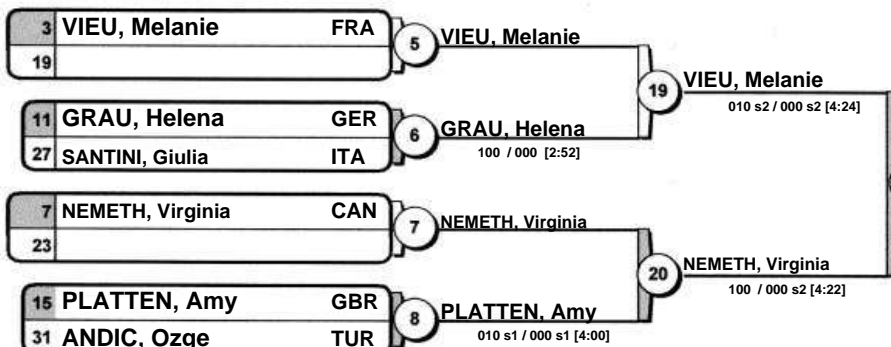 3 VIEU, Melanie FRA
19
5
VIEU, Melanie
11 GRAU, Helena GER
27 SANTINI, Giulia ITA
6
GRAU, Helena
100 / 000 [2:52]
19
VIEU, Melanie
010 s2 / 000 s2 [4:24]
7 NEMETH, Virginia CAN
23
7
NEMETH, Virginia
15 PLATTEN, Amy GBR
31 ANDIC, Ozge TUR
8
PLATTEN, Amy
010 s1 / 000 s1 [4:00]
20
NEMETH, Virginia
100 / 000 s2 [4:22]